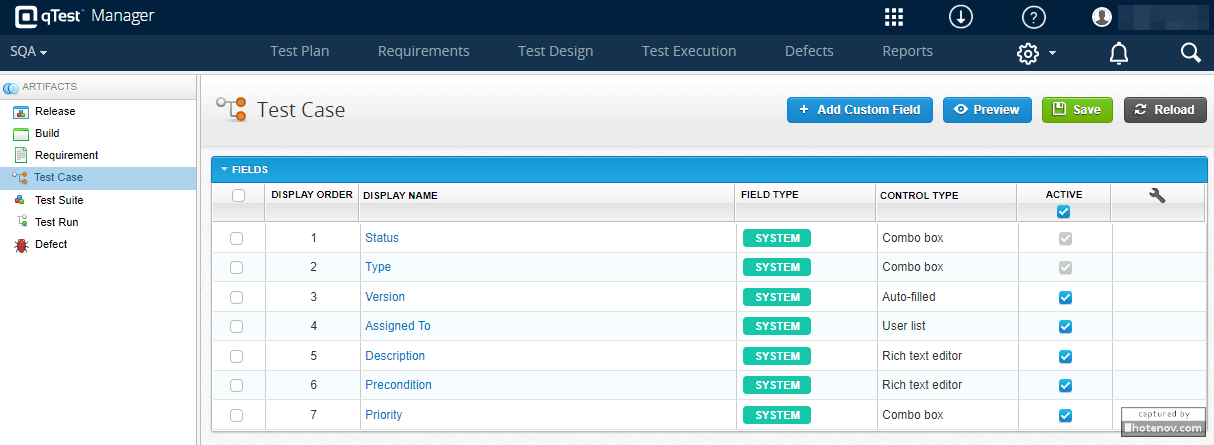 qTest Manager
SQA Test Plan Requirements Test Design Test Execution Defects Reports
ARTIFACTS
Release
Build
Requirement
Test Case
Test Suite
Test Run
Defect
Test Case
+ Add Custom Field Preview Save Reload
FIELDS
DISPLAY ORDER DISPLAY NAME FIELD TYPE CONTROL TYPE ACTIVE
1 Status SYSTEM Combo box
2 Type SYSTEM Combo box
3 Version SYSTEM Auto-filled
4 Assigned To SYSTEM User list
5 Description SYSTEM Rich text editor
6 Precondition SYSTEM Rich text editor
7 Priority SYSTEM Combo box
captured by
hotenov.com